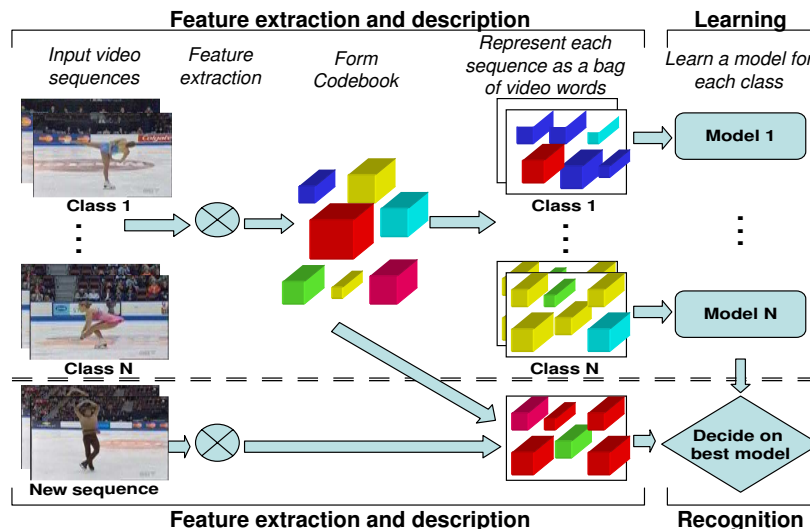 Feature extraction and description
Learning
Input video
sequences
Feature
extraction
Form
Codebook
Represent each
sequence as a bag
of video words
Learn a model for
each class
Colgate
Class 1
Class 1
Model 1
Class N
Class N
Model N
New sequence
Decide on
best model
Feature extraction and description
Recognition